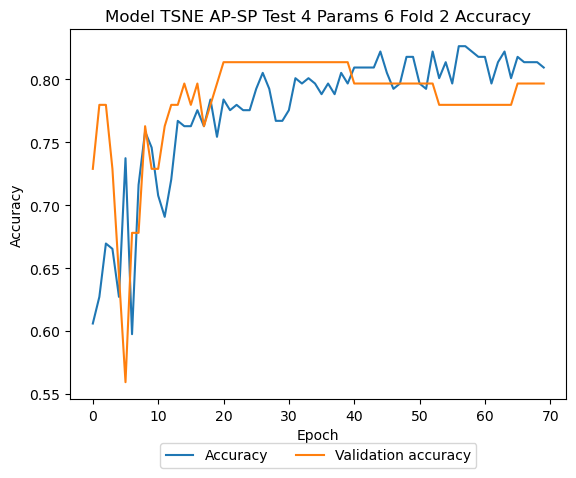 Model TSNE AP-SP Test 4 Params 6 Fold 2 Accuracy
Accuracy
0.80
0.75
0.70
0.65
0.60
0.55
0 10 20 30 40 50 60 70
Epoch
Accuracy Validation accuracy